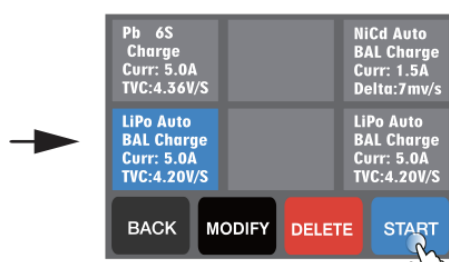 Pb 6S
Charge
Curr: 5.0A
TVC:4.36V/S
NiCd Auto
BAL Charge
Curr: 1.5A
Delta:7mv/s
LiPo Auto
BAL Charge
Curr: 5.0A
TVC:4.20V/S
LiPo Auto
BAL Charge
Curr: 5.0A
TVC:4.20V/S
BACK MODIFY DELETE START